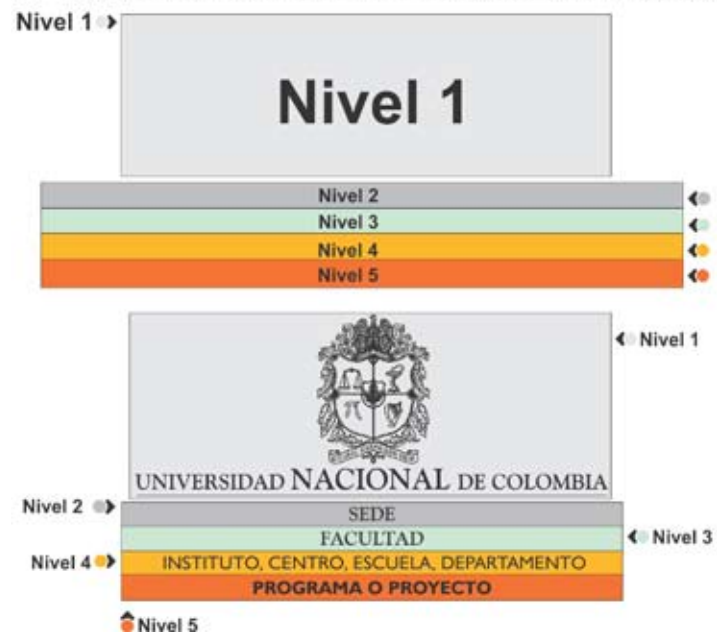 Nivel 1
Nivel 1
Nivel 2
Nivel 3
Nivel 4
Nivel 5
Nivel 1
UNIVERSIDAD NACIONAL DE COLOMBIA
Nivel 2
SEDE
FACULTAD
Nivel 3
Nivel 4
INSTITUTO, CENTRO, ESCUELA, DEPARTAMENTO
PROGRAMA O PROYECTO
Nivel 5